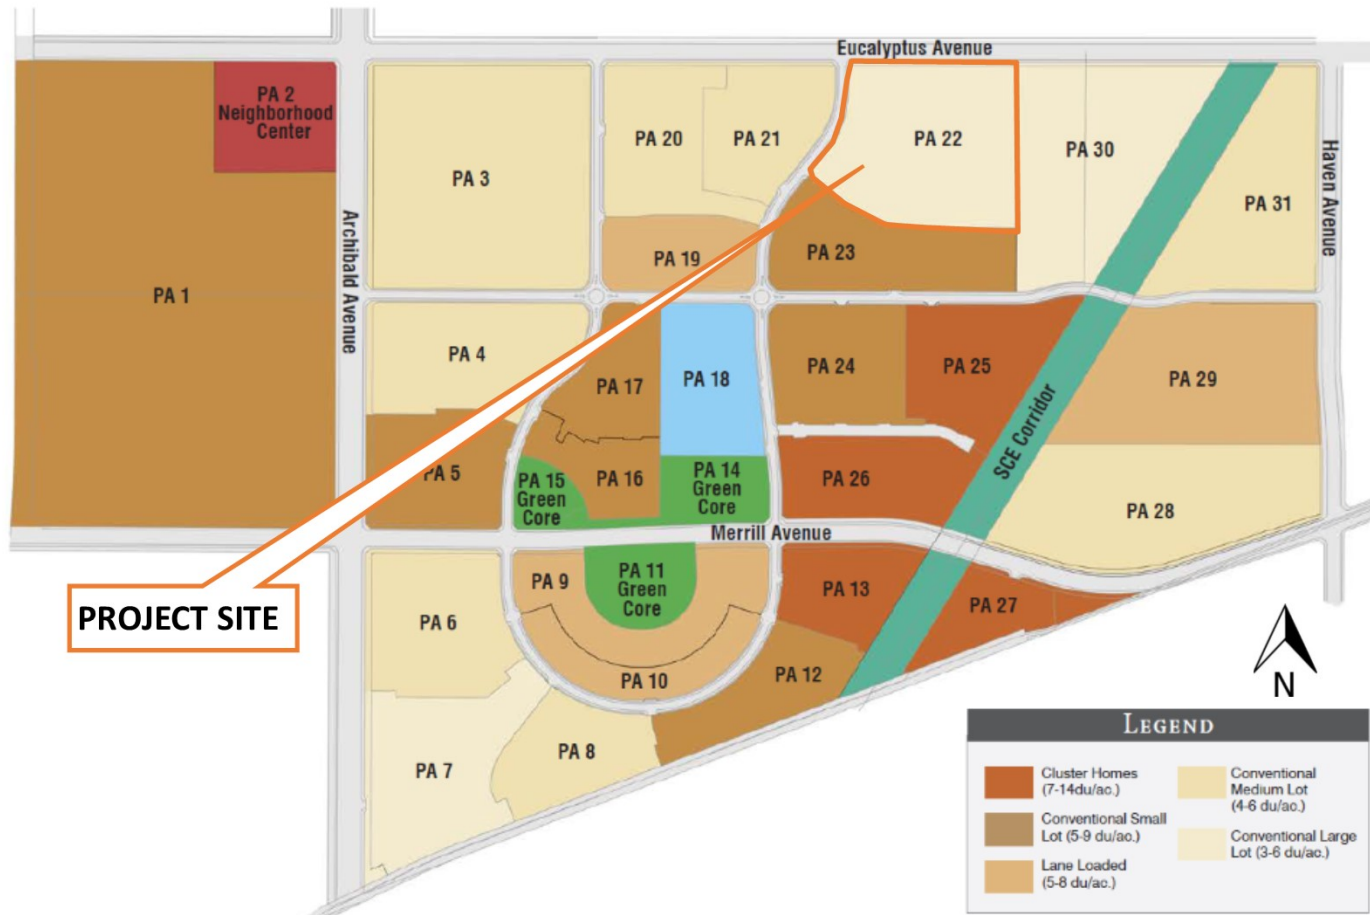 Eucalyptus Avenue
PA 2
Neighborhood
Center
PA 20
PA 21
PA 22
PA 30
Haven Avenue
PA 3
PA 31
Archibald Avenue
PA 19
PA 23
PA 1
PA 4
PA 17
PA 18
PA 24
PA 25
PA 29
SCE Corridor
PA 5
PA 15
Green
Core
PA 16
PA 14
Green
Core
PA 26
PA 28
Merrill Avenue
PA 9
PA 11
Green
Core
PA 13
PA 27
PROJECT SITE
PA 6
PA 10
PA 12
PA 7
PA 8
N
LEGEND
Cluster Homes
(7-14du/ac.)
Conventional Small
Lot (5-9 du/ac.)
Lane Loaded
(5-8 du/ac.)
Conventional
Medium Lot
(4-6 du/ac.)
Conventional Large
Lot (3-6 du/ac.)